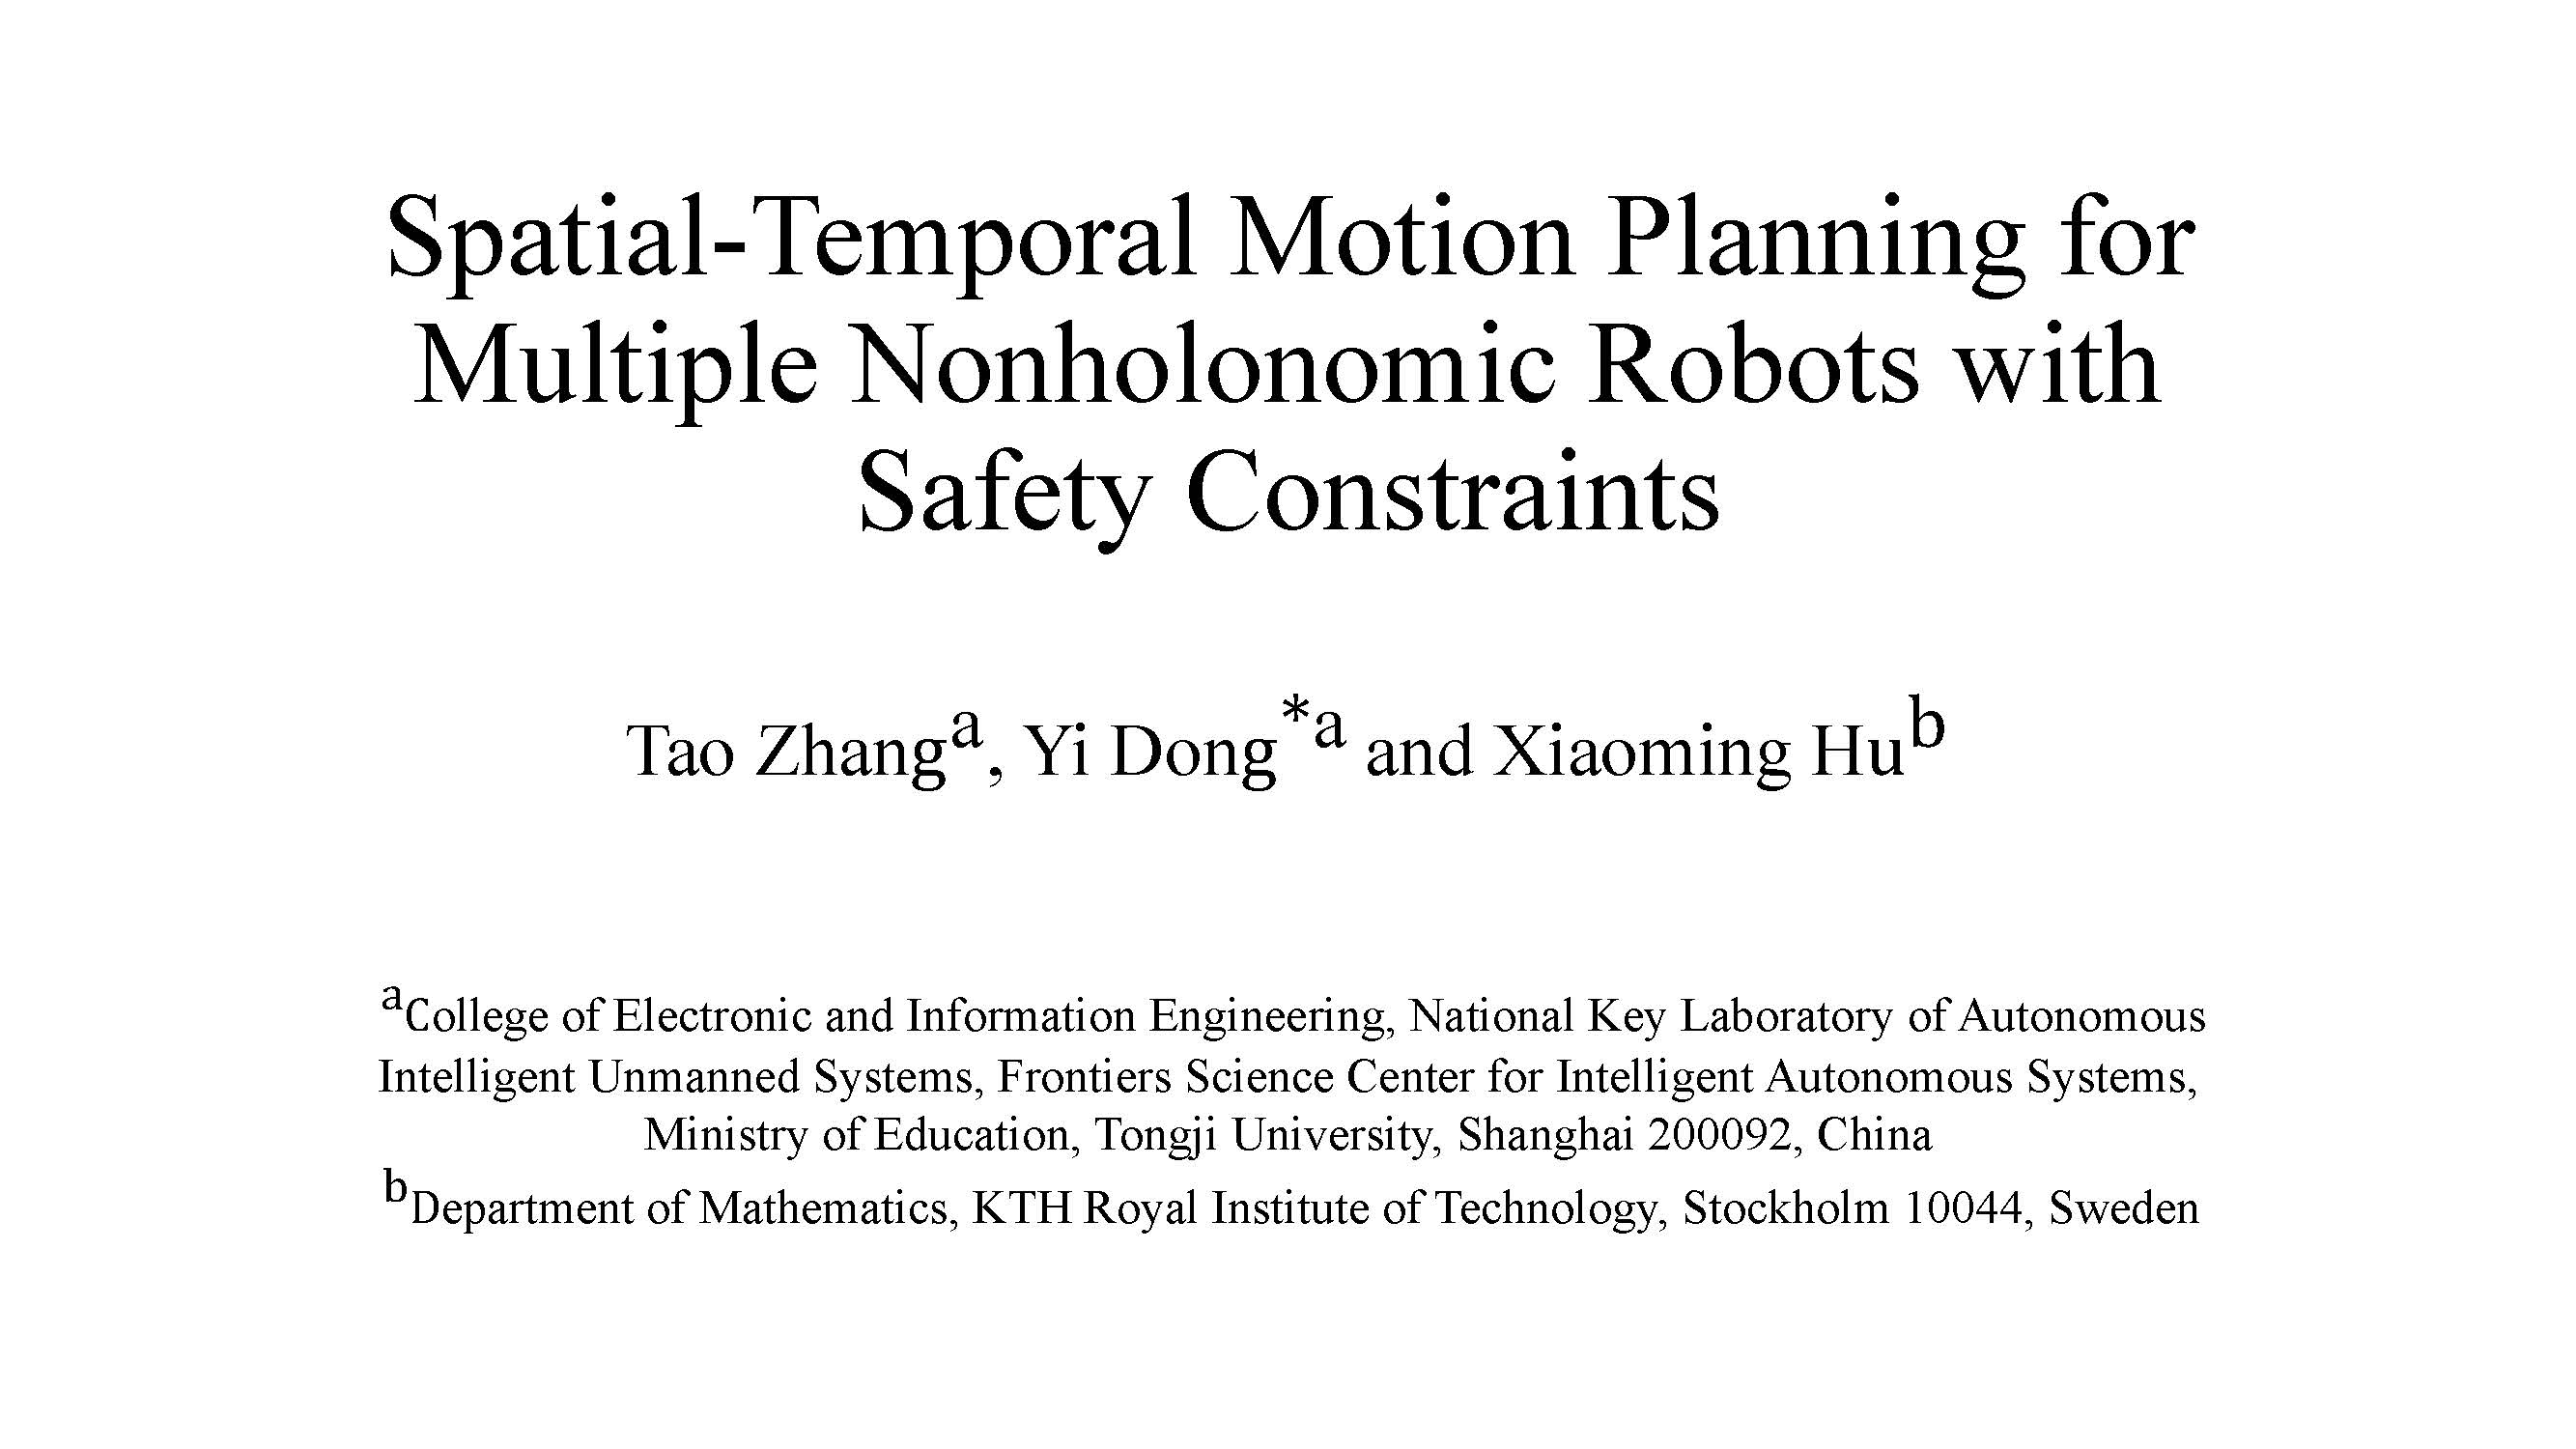 Spatial-Temporal Motion Planning for
Multiple Nonholonomic Robots with
Safety Constraints
Tao Zhang^a, Yi Dong^*a and Xiaoming Hu^b
^aCollege of Electronic and Information Engineering, National Key Laboratory of Autonomous
Intelligent Unmanned Systems, Frontiers Science Center for Intelligent Autonomous Systems,
Ministry of Education, Tongji University, Shanghai 200092, China
^bDepartment of Mathematics, KTH Royal Institute of Technology, Stockholm 10044, Sweden